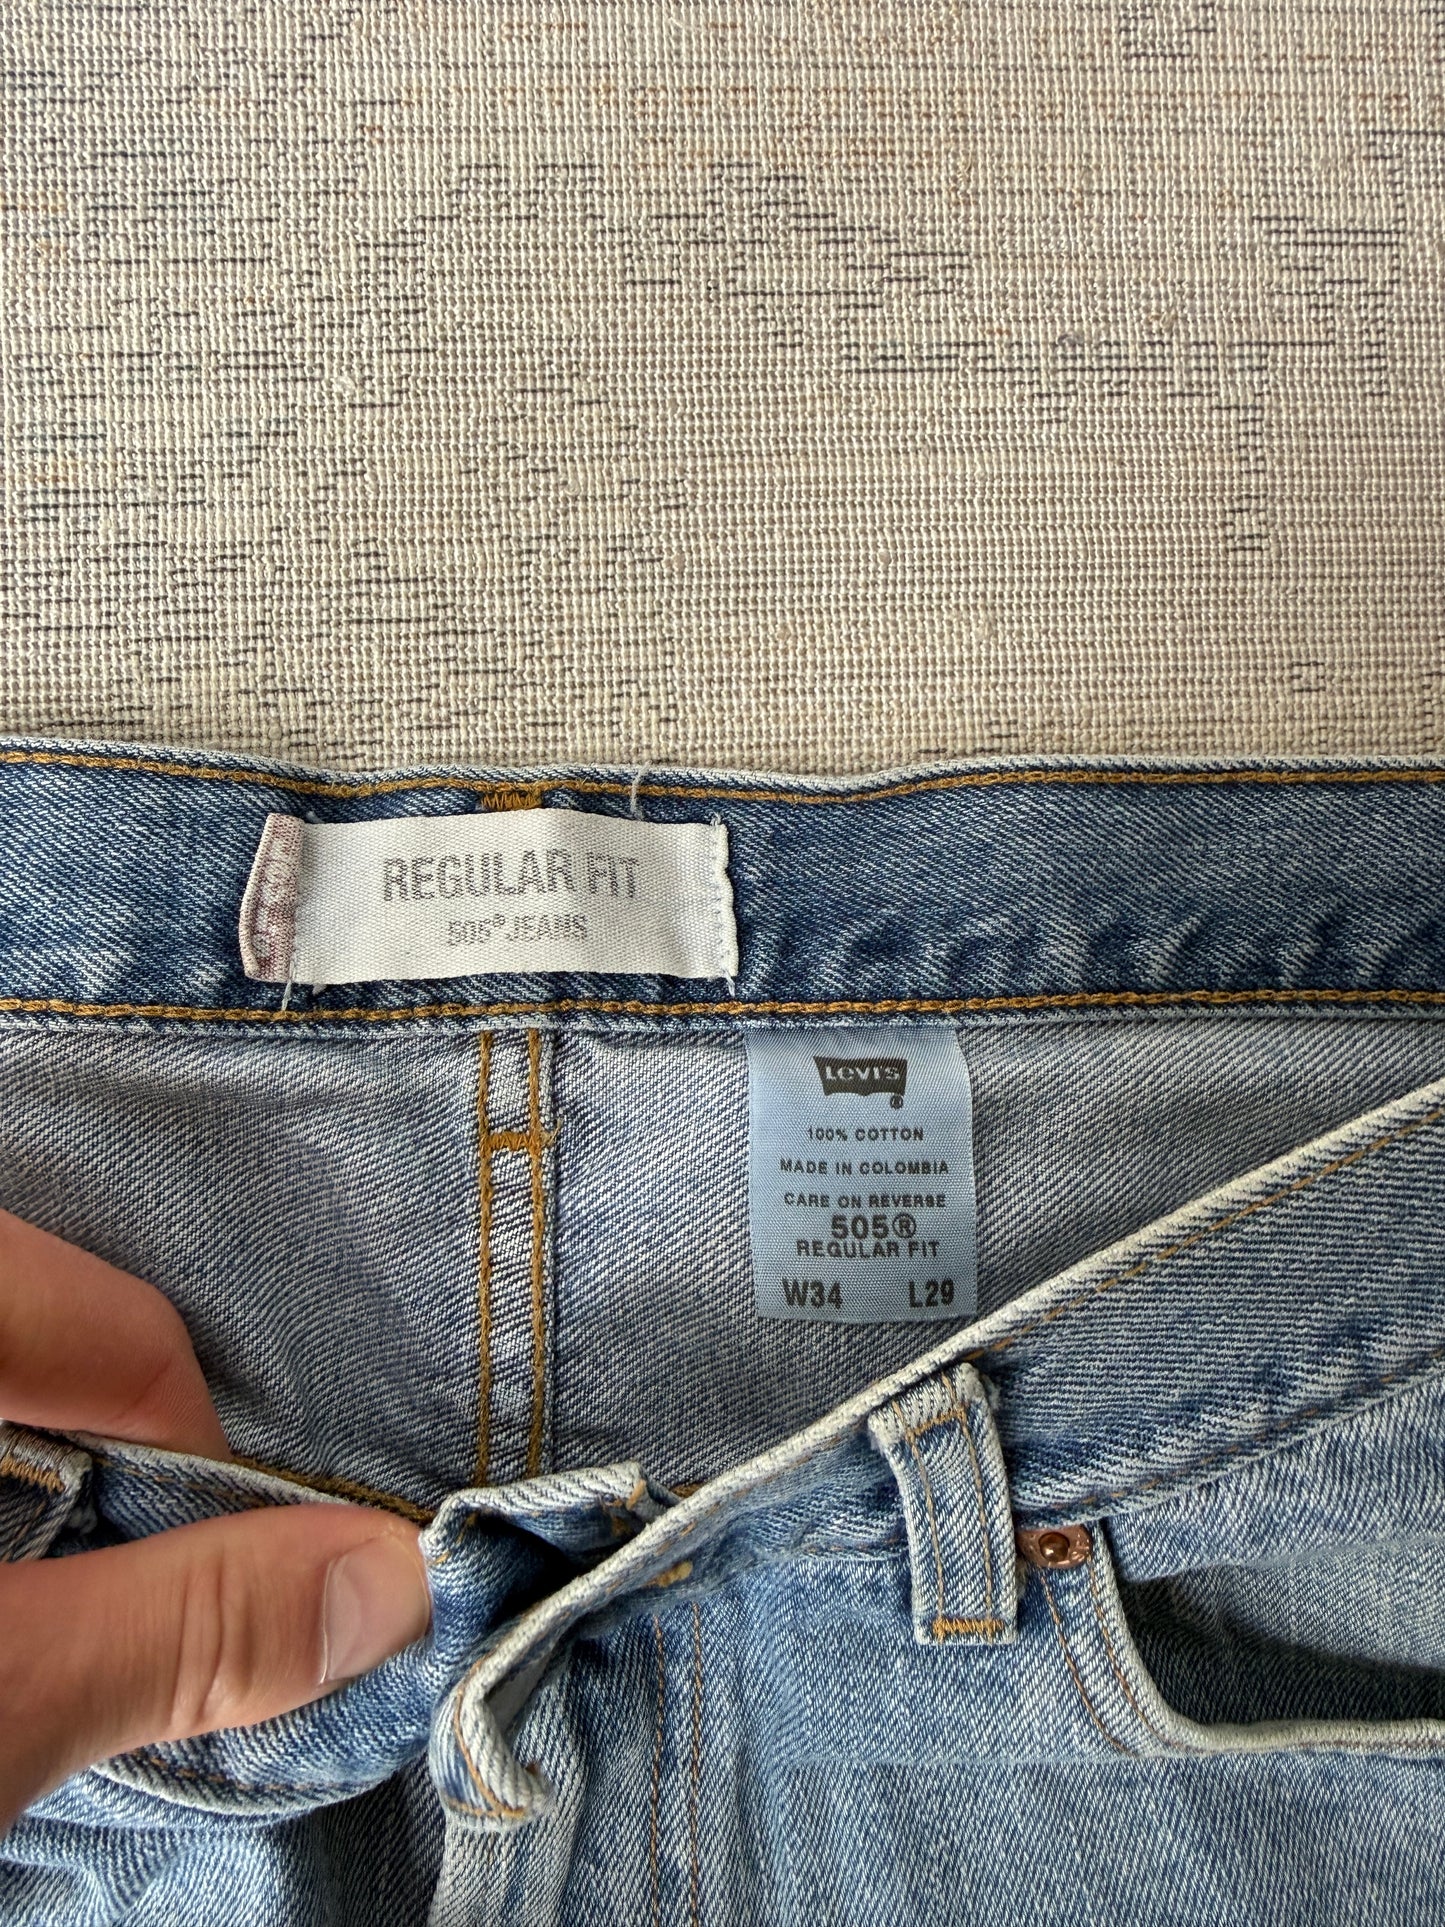 REGULAR FIT
505® JEANS
Levi's
®
100% COTTON
MADE IN COLOMBIA
CARE ON REVERSE
505®
REGULAR FIT
W34 L29